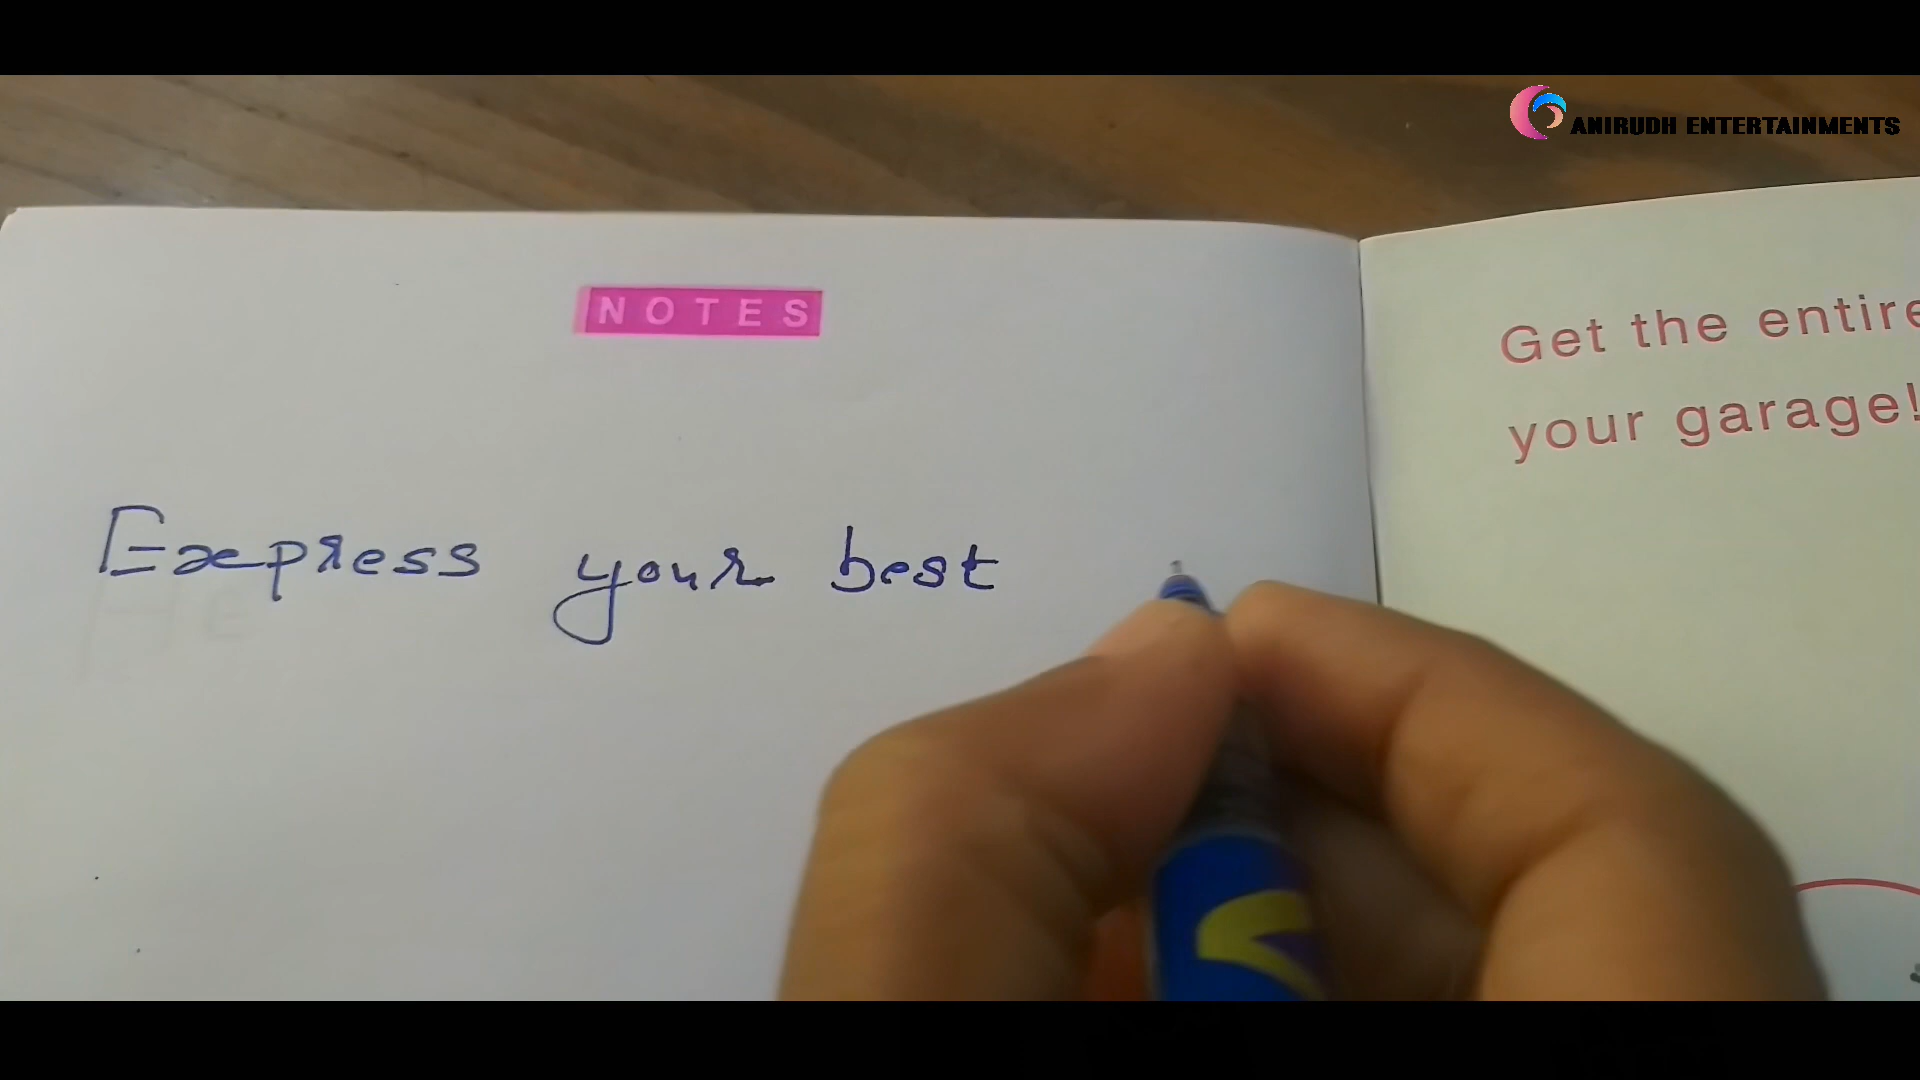 ANIRUDH ENTERTAINMENTS
NOTES
Express your best
Get the entire
your garage!